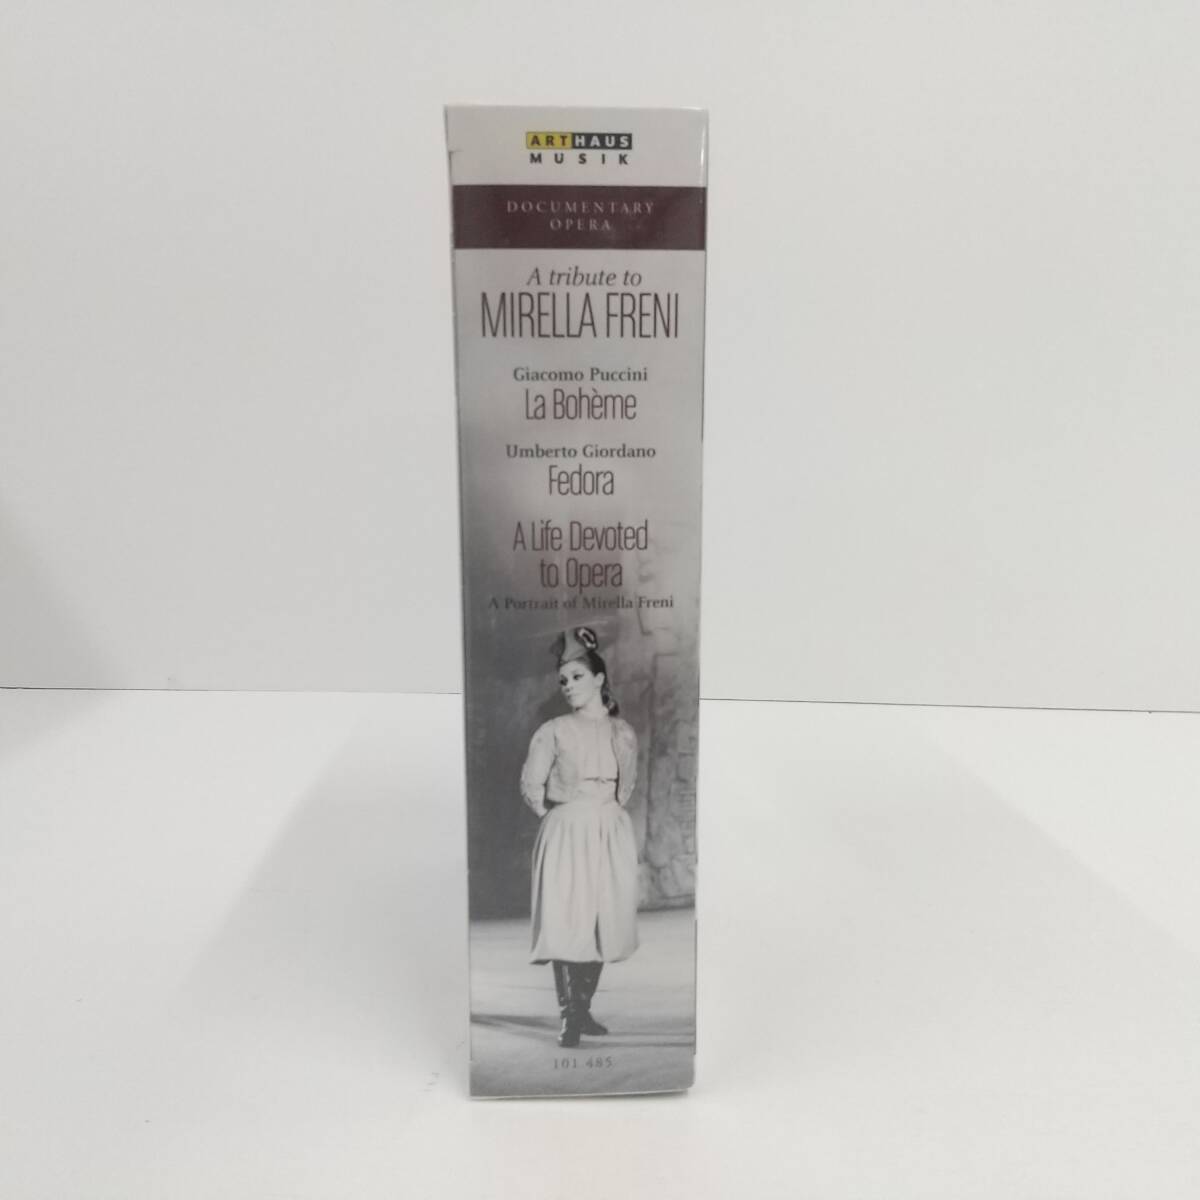 ARTHAUS
MUSIK
DOCUMENTARY
OPERA
A tribute to
MIRELLA FRENI
Giacomo Puccini
La Bohème
Umberto Giordano
Fedora
A Life Devoted
to Opera
A Portrait of Mirella Freni
101 485